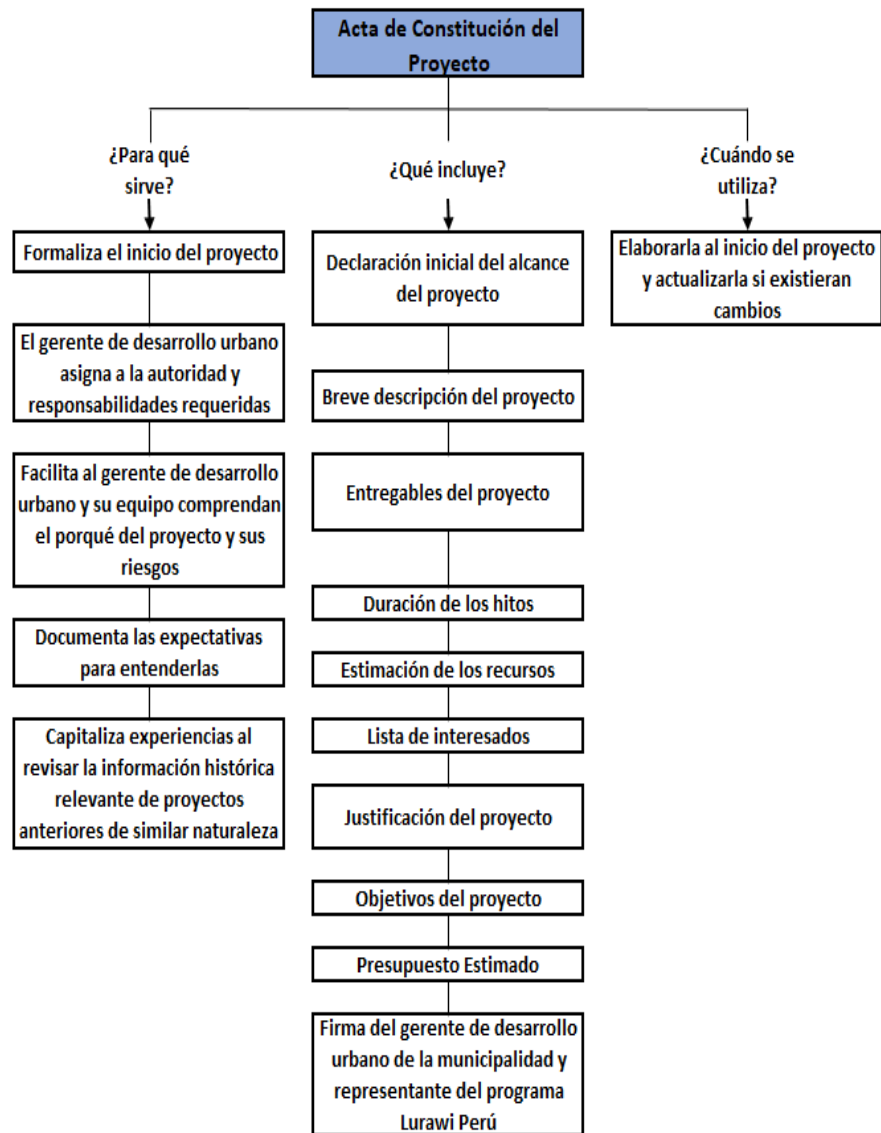 Acta de Constitución del
Proyecto
¿Para qué
sirve?
¿Qué incluye?
¿Cuándo se
utiliza?
Formaliza el inicio del proyecto
El gerente de desarrollo urbano
asigna a la autoridad y
responsabilidades requeridas
Facilita al gerente de desarrollo
urbano y su equipo comprendan
el porqué del proyecto y sus
riesgos
Documenta las expectativas
para entenderlas
Capitaliza experiencias al
revisar la información histórica
relevante de proyectos
anteriores de similar naturaleza
Declaración inicial del alcance
del proyecto
Breve descripción del proyecto
Entregables del proyecto
Duración de los hitos
Estimación de los recursos
Lista de interesados
Justificación del proyecto
Objetivos del proyecto
Presupuesto Estimado
Firma del gerente de desarrollo
urbano de la municipalidad y
representante del programa
Lurawi Perú
Elaborarla al inicio del proyecto
y actualizarla si existieran
cambios